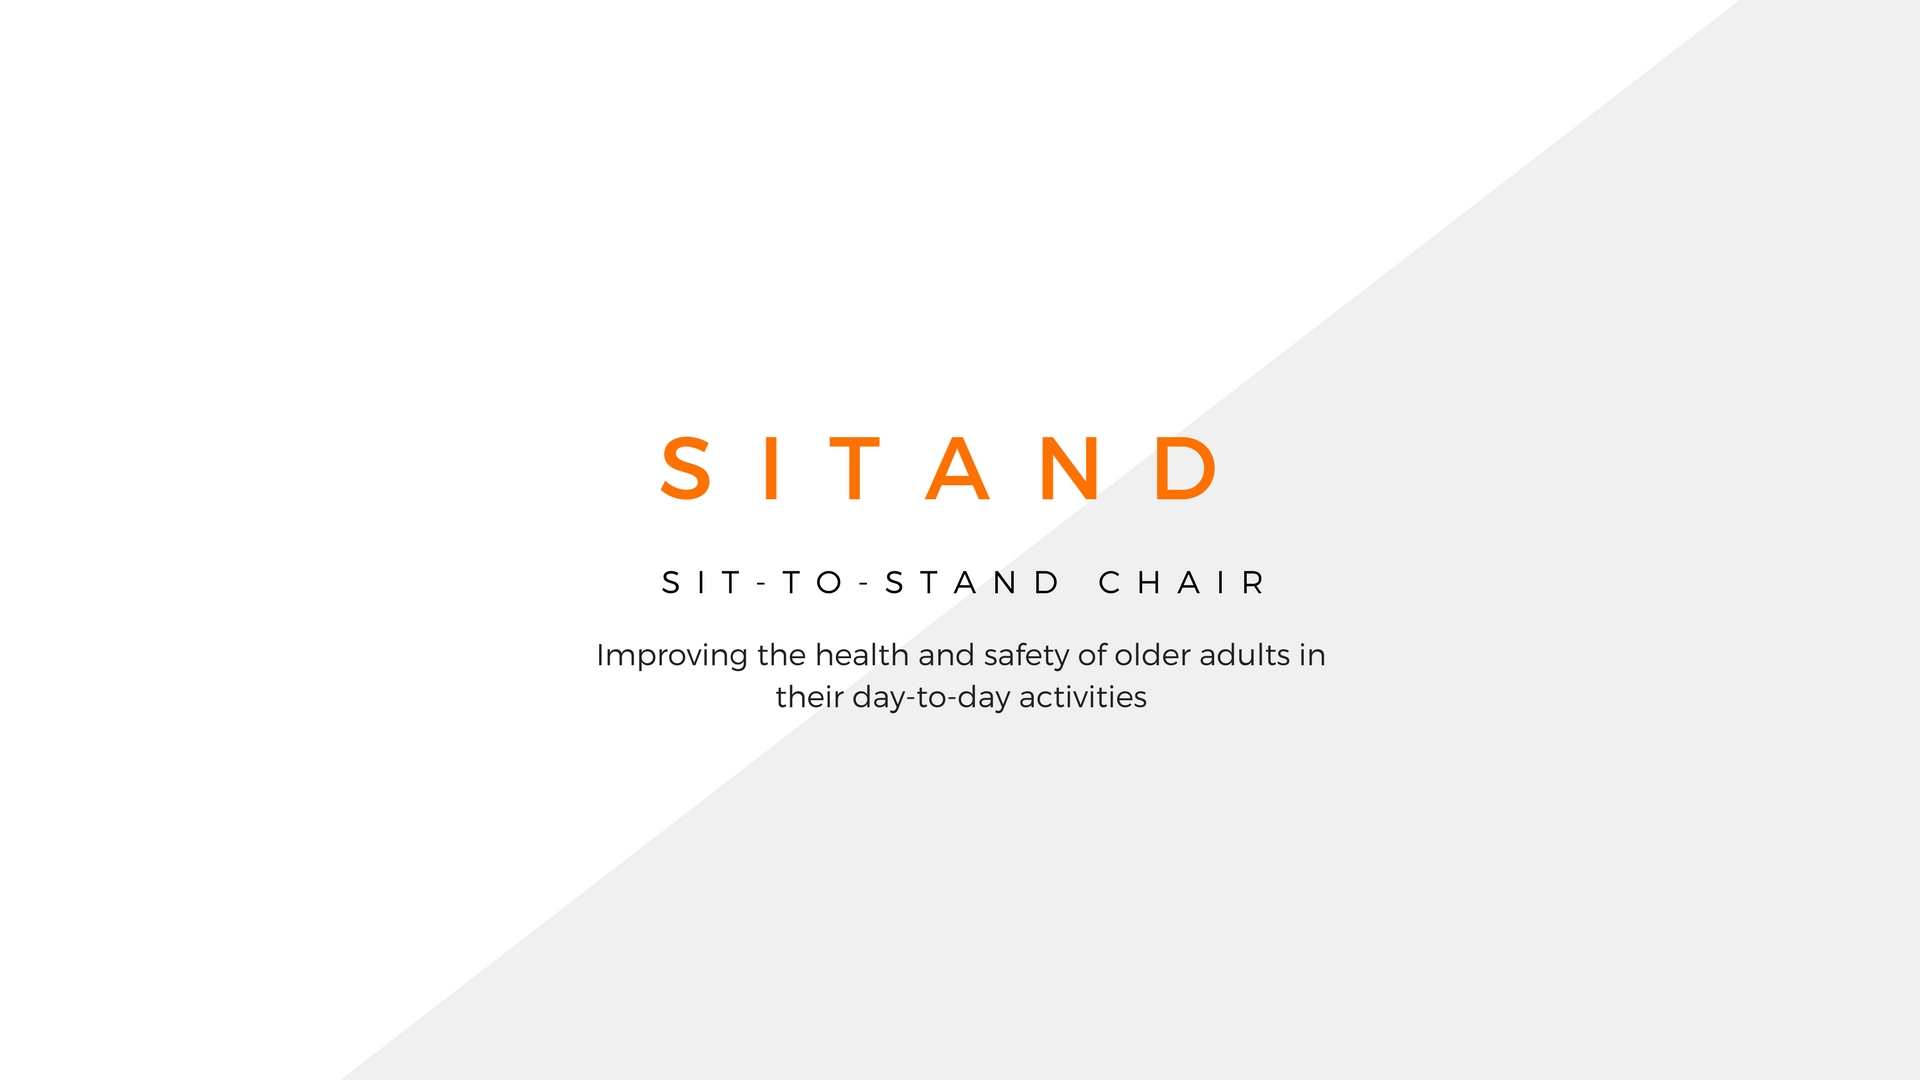 SITAND
SIT-TO-STAND CHAIR
Improving the health and safety of older adults in
their day-to-day activities